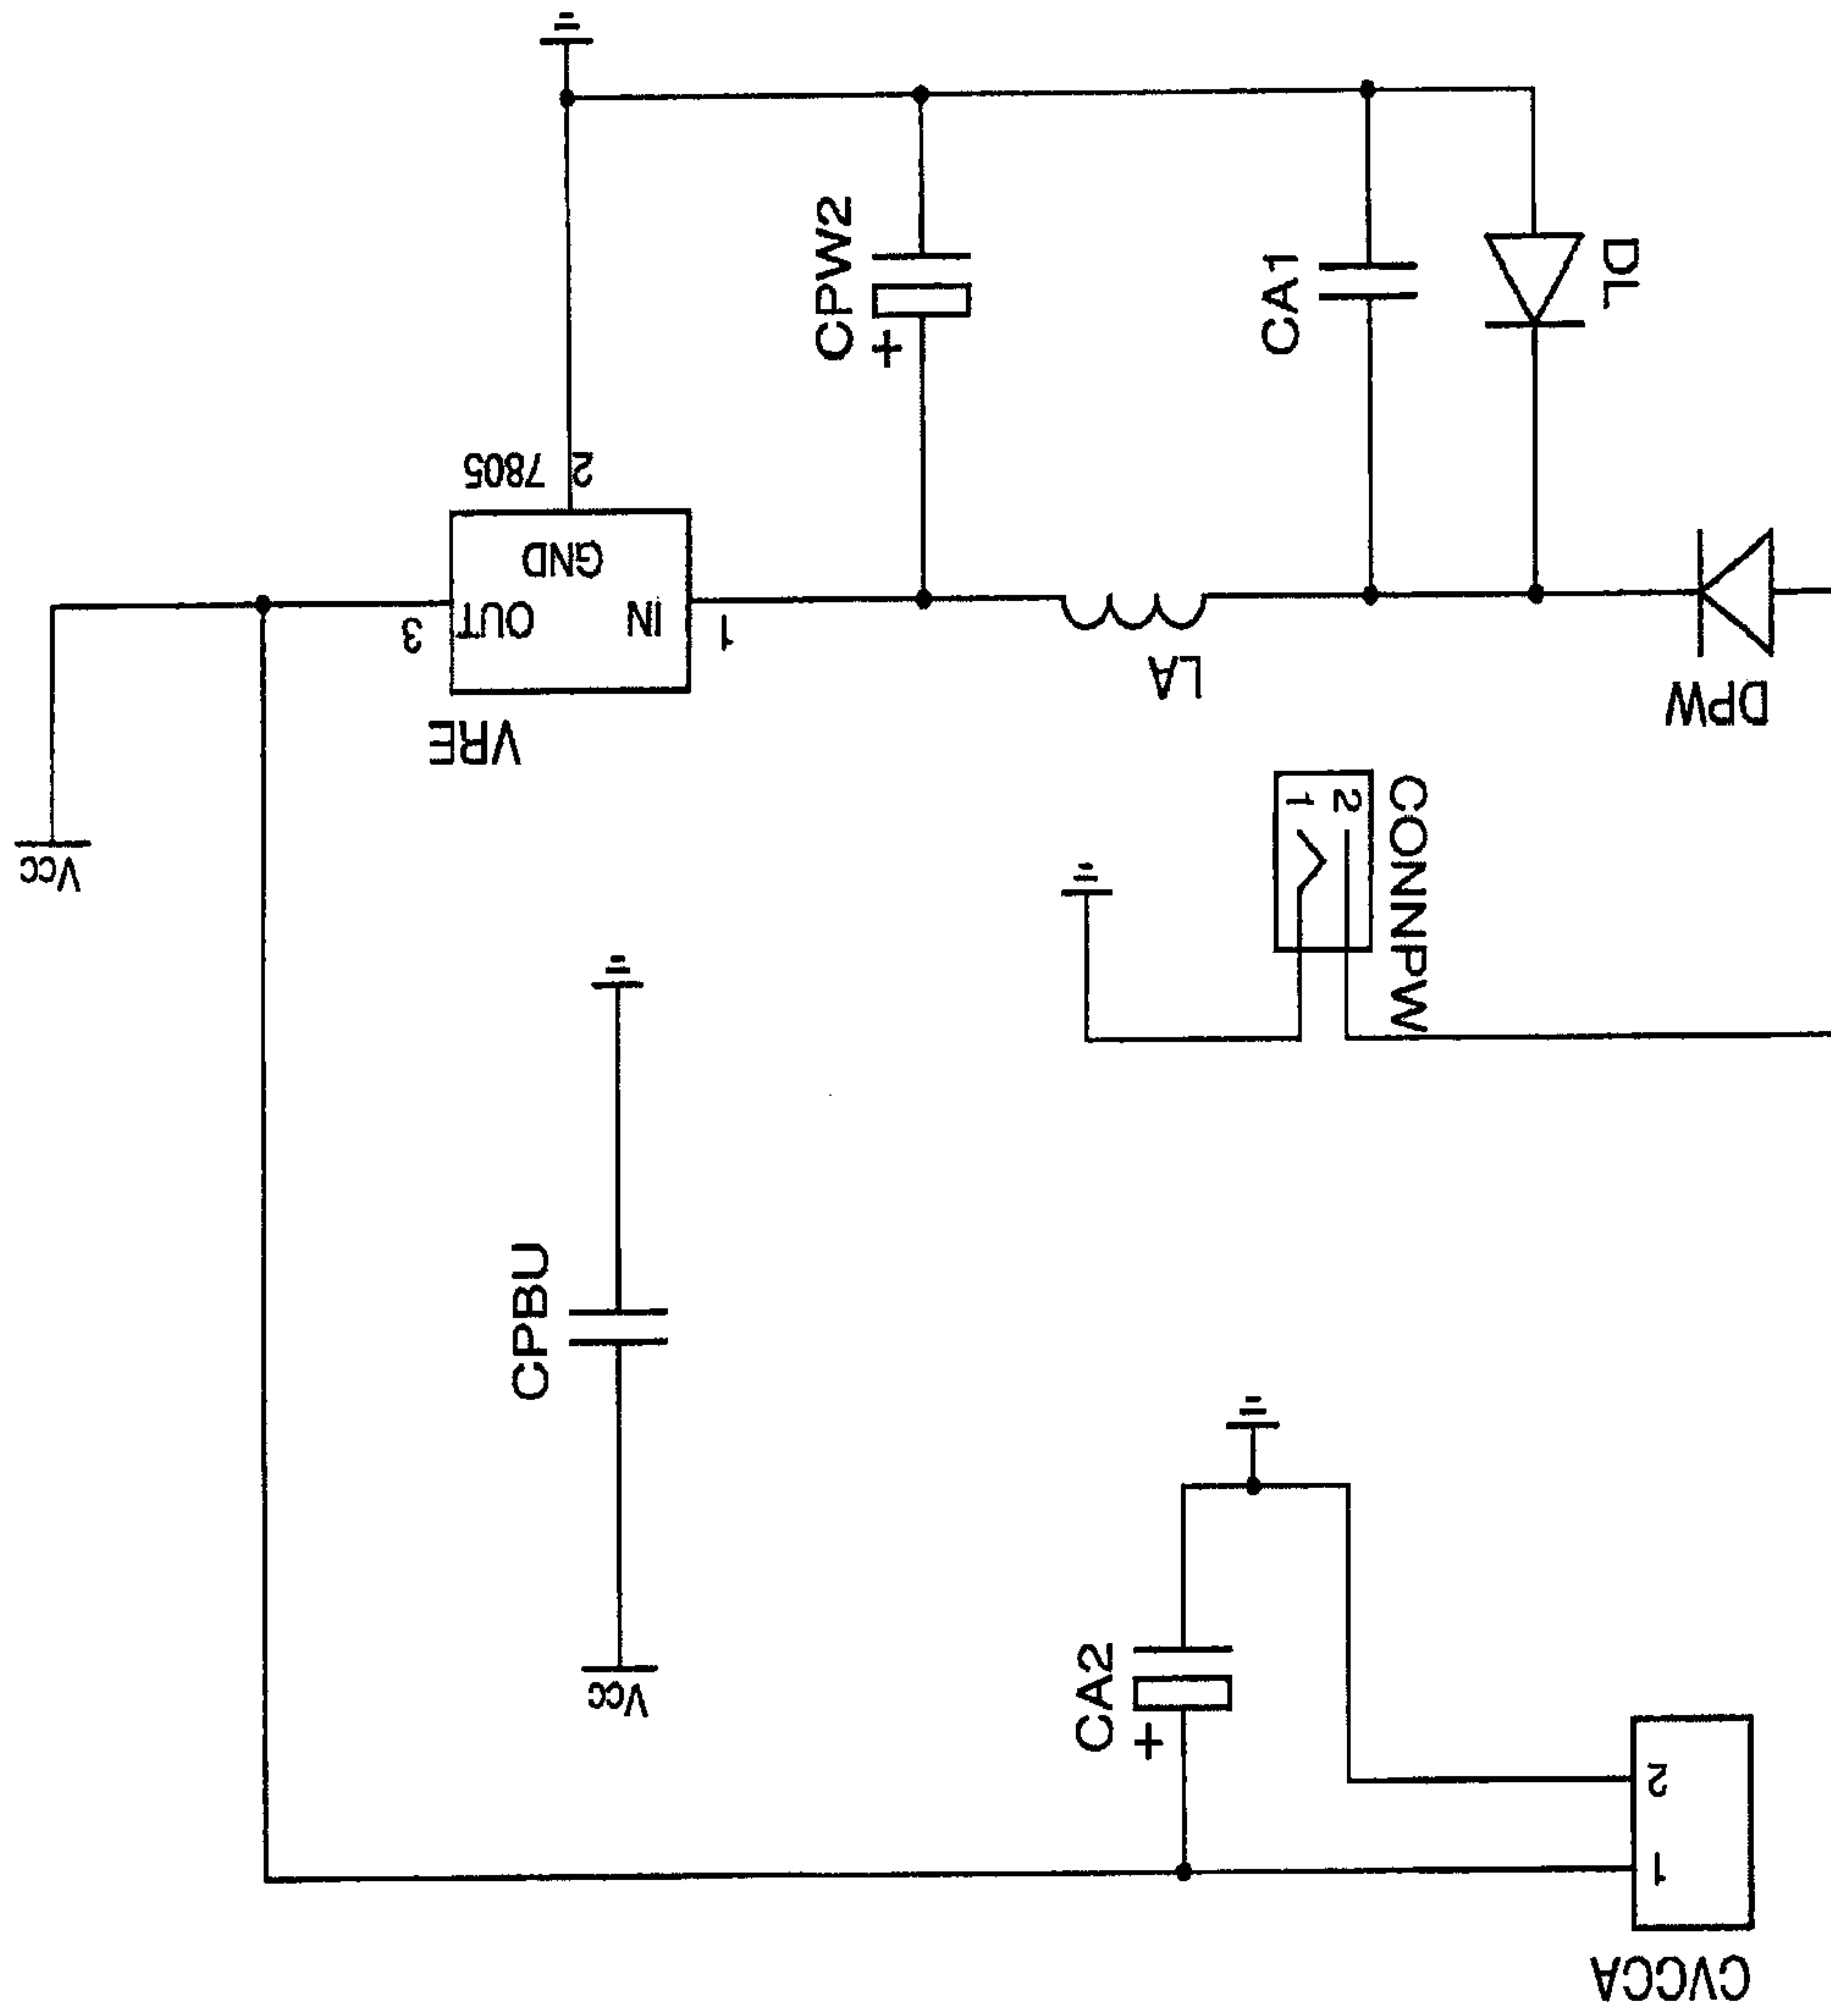 CVCCA
1
2
+
CA2
Vcc
CPBU
CONNPW
2
1
Vcc
DPW
LA
VRE
1
IN
OUT
3
GND
2
7805
DL
CA1
+
CPW2